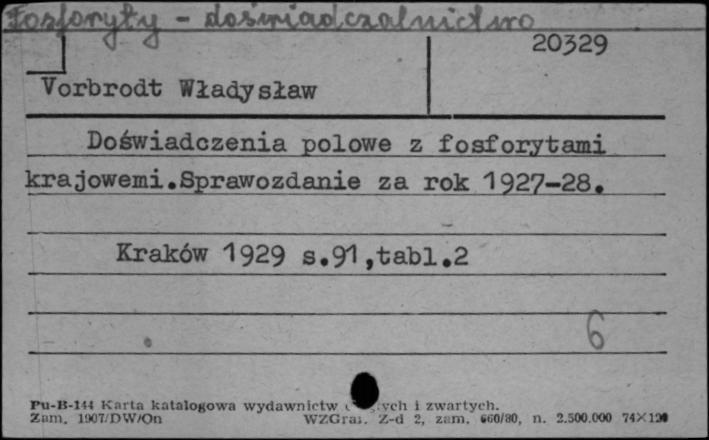 Fosforyty - doświadczalnictwo
20329
Vorbrodt Władysław
Doświadczenia polowe z fosforytami
krajowemi.Sprawozdanie za rok 1927-28.
Kraków 1929 s.91,tabl.2
6
Pu-B-144 Karta katalogowa wydawnictw i zwartych.
Zam. 1907/DW/On WZGraf. Z-d 2, zam. 660/80, n. 2.500.000